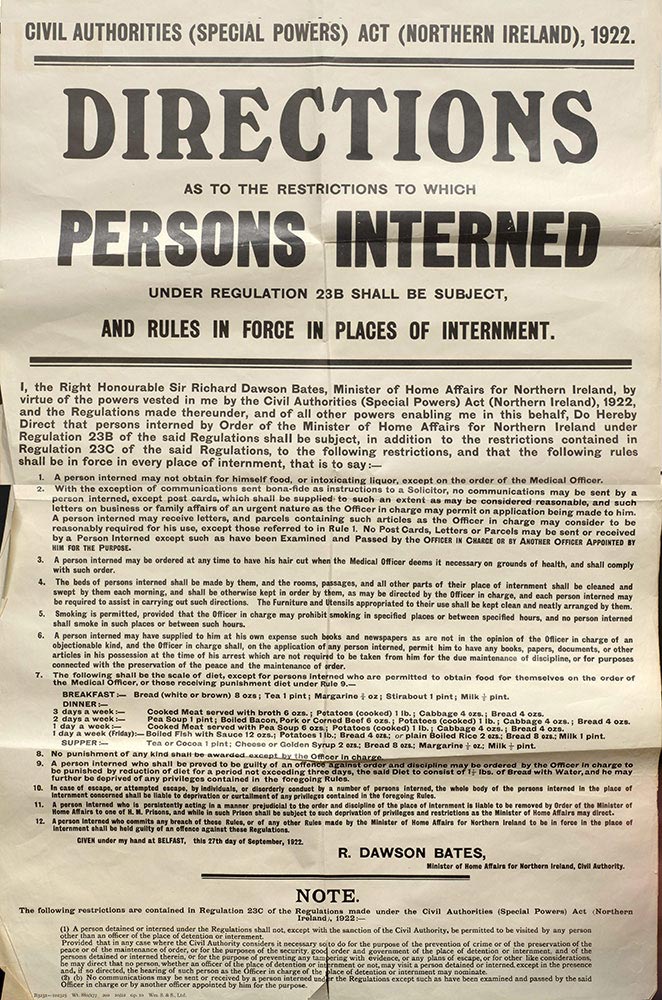 CIVIL AUTHORITIES (SPECIAL POWERS) ACT (NORTHERN IRELAND), 1922.
DIRECTIONS
AS TO THE RESTRICTIONS TO WHICH
PERSONS INTERNED
UNDER REGULATION 23B SHALL BE SUBJECT,
AND RULES IN FORCE IN PLACES OF INTERNMENT.
I, the Right Honourable Sir Richard Dawson Bates, Minister of Home Affairs for Northern Ireland, by
virtue of the powers vested in me by the Civil Authorities (Special Powers) Act (Northern Ireland), 1922,
and the Regulations made thereunder, and of all other powers enabling me in this behalf, Do Hereby
Direct that persons interned by Order of the Minister of Home Affairs for Northern Ireland under
Regulation 23B of the said Regulations shall be subject, in addition to the restrictions contained in
Regulation 23C of the said Regulations, to the following restrictions, and that the following rules
shall be in force in every place of internment, that is to say:—
1. A person interned may not obtain for himself food, or intoxicating liquor, except on the order of the Medical Officer.
2. With the exception of communications sent bona-fide as instructions to a Solicitor, no communications may be sent by a
person interned, except post cards, which shall be supplied to such an extent as may be considered reasonable, and such
letters on business or family affairs of an urgent nature as the Officer in charge may permit on application being made to him.
A person interned may receive letters, and parcels containing such articles as the Officer in charge may consider to be
reasonably required for his use, except those referred to in Rule 1. No Post Cards, Letters or Parcels may be sent or received
by a Person Interned except such as have been Examined and Passed by the OFFICER IN CHARGE OR BY ANOTHER OFFICER APPOINTED BY
HIM FOR THE PURPOSE.
3. A person interned may be ordered at any time to have his hair cut when the Medical Officer deems it necessary on grounds of health, and shall comply
with such order.
4. The beds of persons interned shall be made by them, and the rooms, passages, and all other parts of their place of internment shall be cleaned and
swept by them each morning, and shall be otherwise kept in order by them, as may be directed by the Officer in charge, and each person interned may
be required to assist in carrying out such directions. The Furniture and Utensils appropriated to their use shall be kept clean and neatly arranged by them.
5. Smoking is permitted, provided that the Officer in charge may prohibit smoking in specified places or between specified hours, and no person interned
shall smoke in such places or between such hours.
6. A person interned may have supplied to him at his own expense such books and newspapers as are not in the opinion of the Officer in charge of an
objectionable kind, and the Officer in charge shall, on the application of any person interned, permit him to have any books, papers, documents, or other
articles in his possession at the time of his arrest which are not required to be taken from him for the due maintenance of discipline, or for purposes
connected with the preservation of the peace and the maintenance of order.
7. The following shall be the scale of diet, except for persons interned who are permitted to obtain food for themselves on the order of
the Medical Officer, or those receiving punishment diet under Rule 9.—
BREAKFAST:— Bread (white or brown) 8 ozs; Tea 1 pint; Margarine ½ oz; Stirabout 1 pint; Milk ½ pint.
DINNER:—
3 days a week:— Cooked Meat served with broth 6 ozs.; Potatoes (cooked) 1 lb.; Cabbage 4 ozs.; Bread 4 ozs.
2 days a week:— Pea Soup 1 pint; Boiled Bacon, Pork or Corned Beef 6 ozs.; Potatoes (cooked) 1 lb.; Cabbage 4 ozs.; Bread 4 ozs.
1 day a week:— Cooked Meat served with Pea Soup 6 ozs; Potatoes (cooked) 1 lb.; Cabbage 4 ozs.; Bread 4 ozs.
1 day a week (Friday):— Boiled Fish with Sauce 12 ozs.; Potatoes 1 lb.; Bread 4 ozs.; or plain Boiled Rice 2 ozs; Bread 8 ozs.; Milk 1 pint.
SUPPER:— Tea or Cocoa 1 pint; Cheese or Golden Syrup 2 ozs; Bread 8 ozs; Margarine ½ oz; Milk ½ pint.
8. No punishment of any kind shall be awarded except by the Officer in charge.
9. A person interned who shall be proved to be guilty of an offence against order and discipline may be ordered by the Officer in charge to
be punished by reduction of diet for a period not exceeding three days, the said Diet to consist of 1½ lbs. of Bread with Water, and he may
further be deprived of any privileges contained in the foregoing Rules.
10. In case of escape, or attempted escape, by individuals, or disorderly conduct by a number of persons interned, the whole body of the persons interned in the place of
internment concerned shall be liable to deprivation or curtailment of any privileges contained in the foregoing Rules.
11. A person interned who is persistently acting in a manner prejudicial to the order and discipline of the place of internment is liable to be removed by Order of the Minister of
Home Affairs to one of H. M. Prisons, and while in such Prison shall be subject to such deprivation of privileges and restrictions as the Minister of Home Affairs may direct.
12. A person interned who commits any breach of these Rules, or of any other Rules made by the Minister of Home Affairs for Northern Ireland to be in force in the place of
internment shall be held guilty of an offence against these Regulations.
GIVEN under my hand at BELFAST, this 27th day of September, 1922.
R. DAWSON BATES,
Minister of Home Affairs for Northern Ireland, Civil Authority.
NOTE.
The following restrictions are contained in Regulation 23C of the Regulations made under the Civil Authorities (Special Powers) Act (Northern
Ireland), 1922:—
(1) A person detained or interned under the Regulations shall not, except with the sanction of the Civil Authority, be permitted to be visited by any person
other than an officer of the place of detention or internment.
Provided that in any case where the Civil Authority considers it necessary so to do for the purpose of the prevention of crime or of the preservation of the
peace or of the maintenance of order, or for the purposes of the security, good order and government of the place of detention or internment, and of the
persons detained or interned therein, or for the purpose of preventing any tampering with evidence, or any plans of escape, or for other like considerations,
he may direct that no person, whether an officer of the place of detention or internment or not, may visit a person detained or interned, except in the presence
and, if so directed, the hearing of such person as the Officer in charge of the place of detention or internment may nominate.
(2) (b) No communications may be sent or received by a person interned under the Regulations except such as have been examined and passed by the said
Officer in charge or by another officer appointed by him for the purpose.
Wm. S. & B., Ltd.